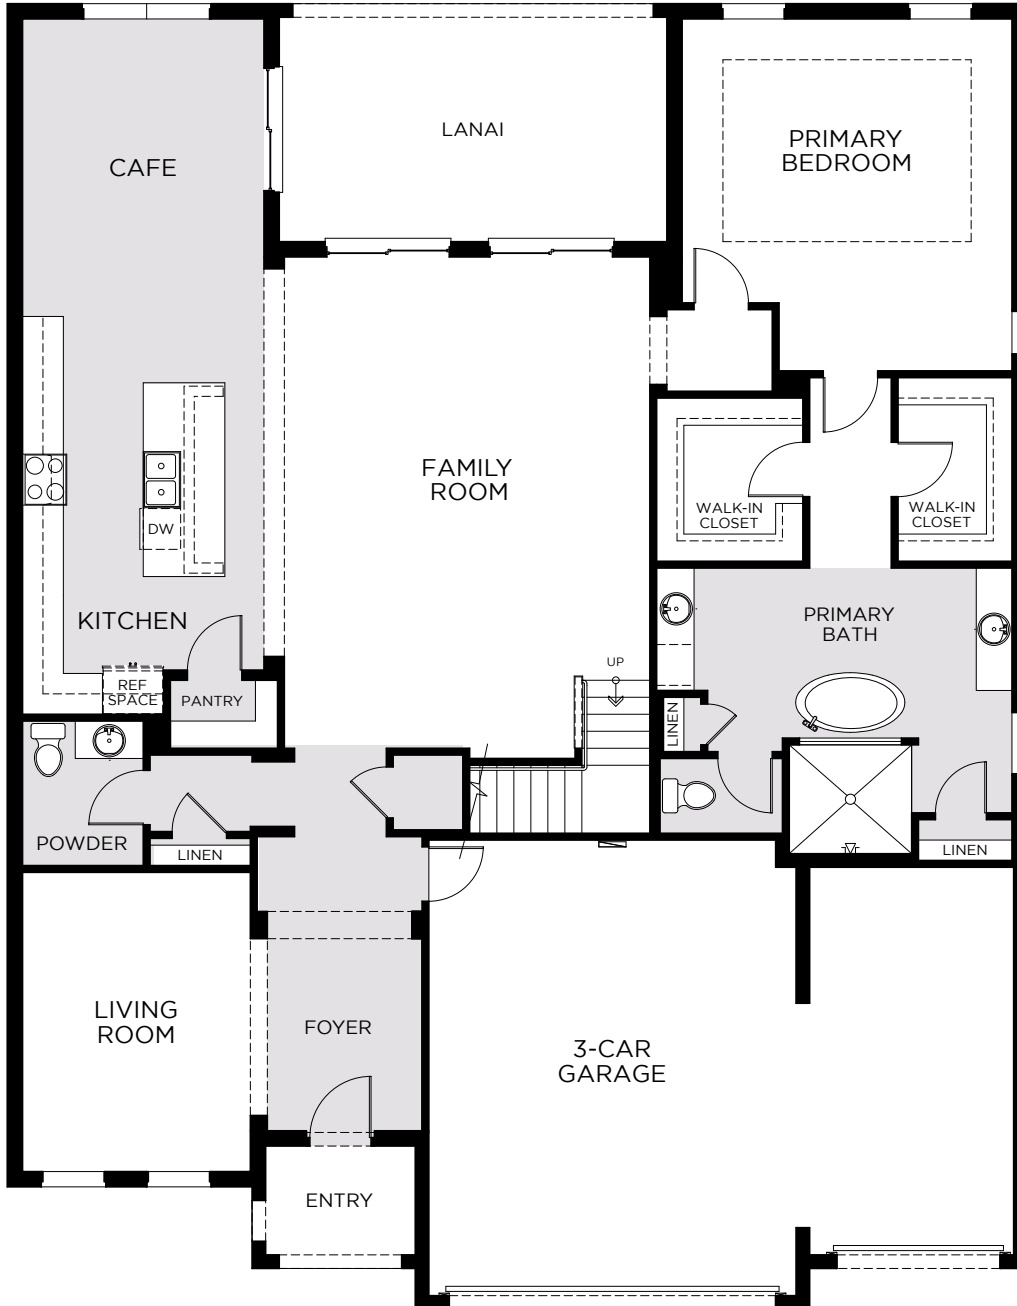 LANAI
CAFE
PRIMARY
BEDROOM
FAMILY
ROOM
WALK-IN
CLOSET
WALK-IN
CLOSET
DW
KITCHEN
PRIMARY
BATH
UP
REF
SPACE
PANTRY
LINEN
POWDER
LINEN
LINEN
LIVING
ROOM
FOYER
3-CAR
GARAGE
ENTRY